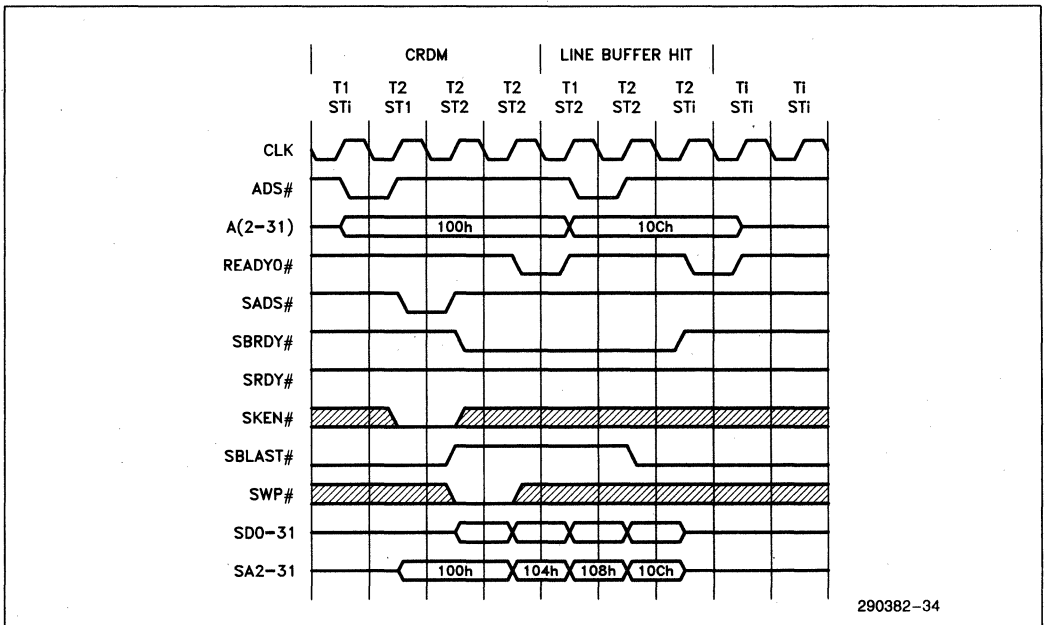 CRDM LINE BUFFER HIT
T1 T2 T2 T2 T1 T2 T2 Ti Ti
STi ST1 ST2 ST2 ST2 ST2 STi STi STi
CLK
ADS#
A(2-31) 100h 10Ch
READYO#
SADS#
SBRDY#
SRDY#
SKEN#
SBLAST#
SWP#
SD0-31
SA2-31 100h 104h 108h 10Ch
290382-34